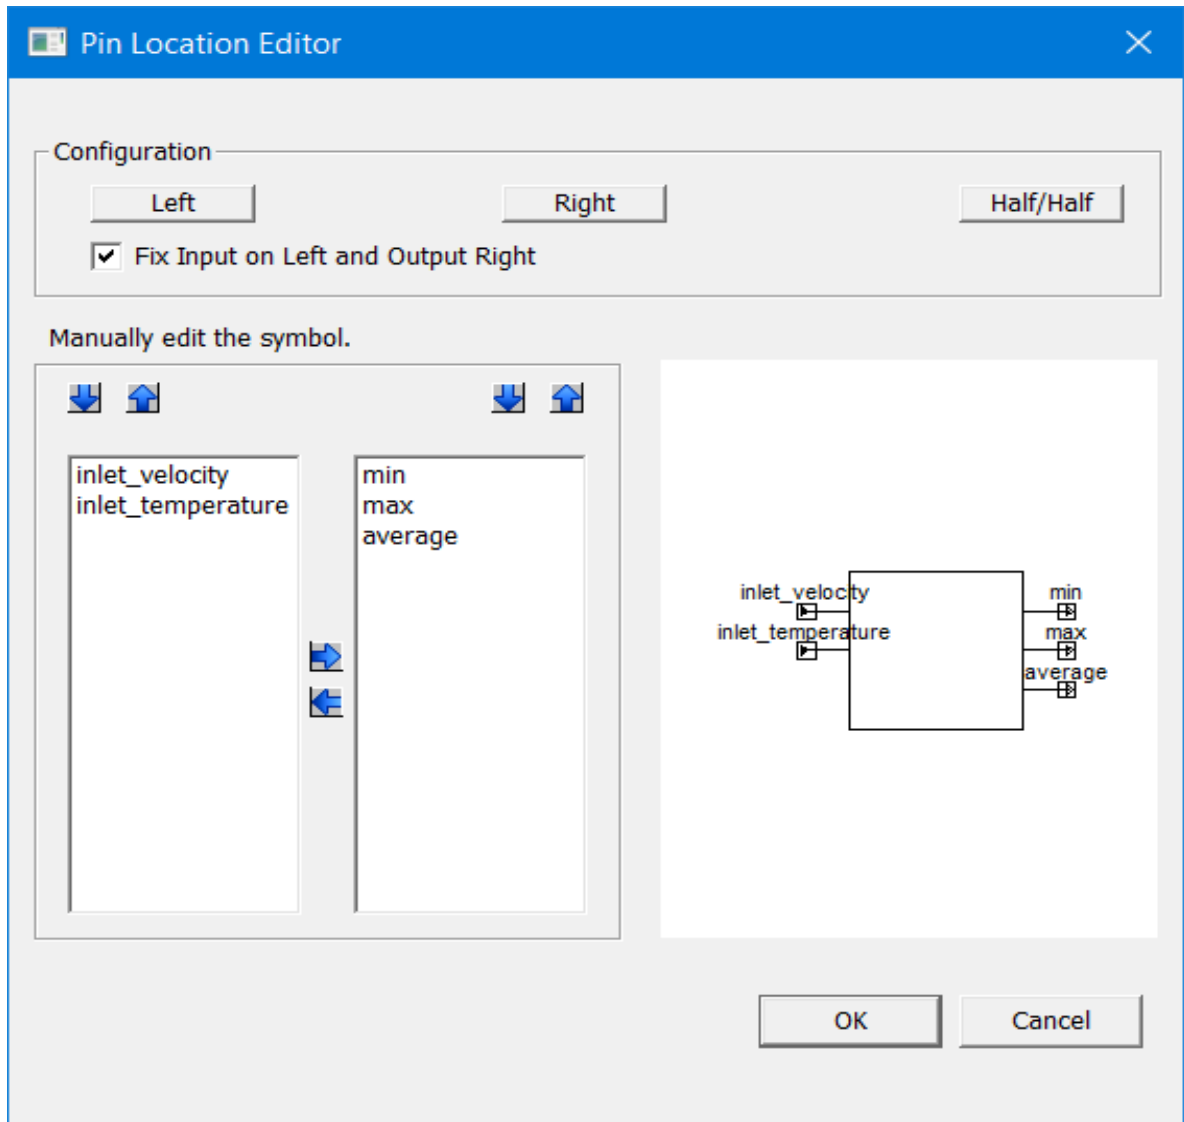 Pin Location Editor
Configuration
Left
Right
Half/Half
Fix Input on Left and Output Right
Manually edit the symbol.
inlet_velocity
inlet_temperature
min
max
average
inlet_velocity
min
inlet_temperature
max
average
OK
Cancel